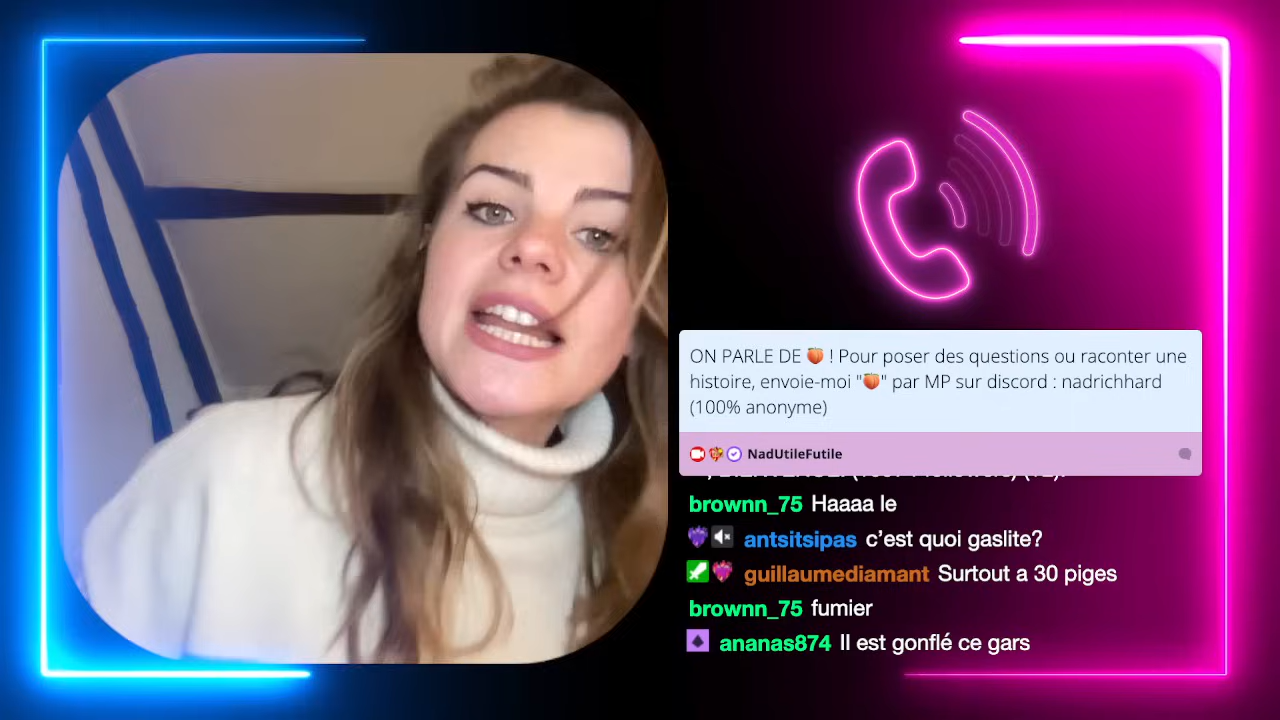 ON PARLE DE 🍑 ! Pour poser des questions ou raconter une
histoire, envoie-moi "🍑" par MP sur discord : nadrichhard
(100% anonyme)
NadUtileFutile
brownn_75 Haaaa le
antsitsipas c’est quoi gaslite?
guillaumediamant Surtout a 30 piges
brownn_75 fumier
ananas874 Il est gonflé ce gars